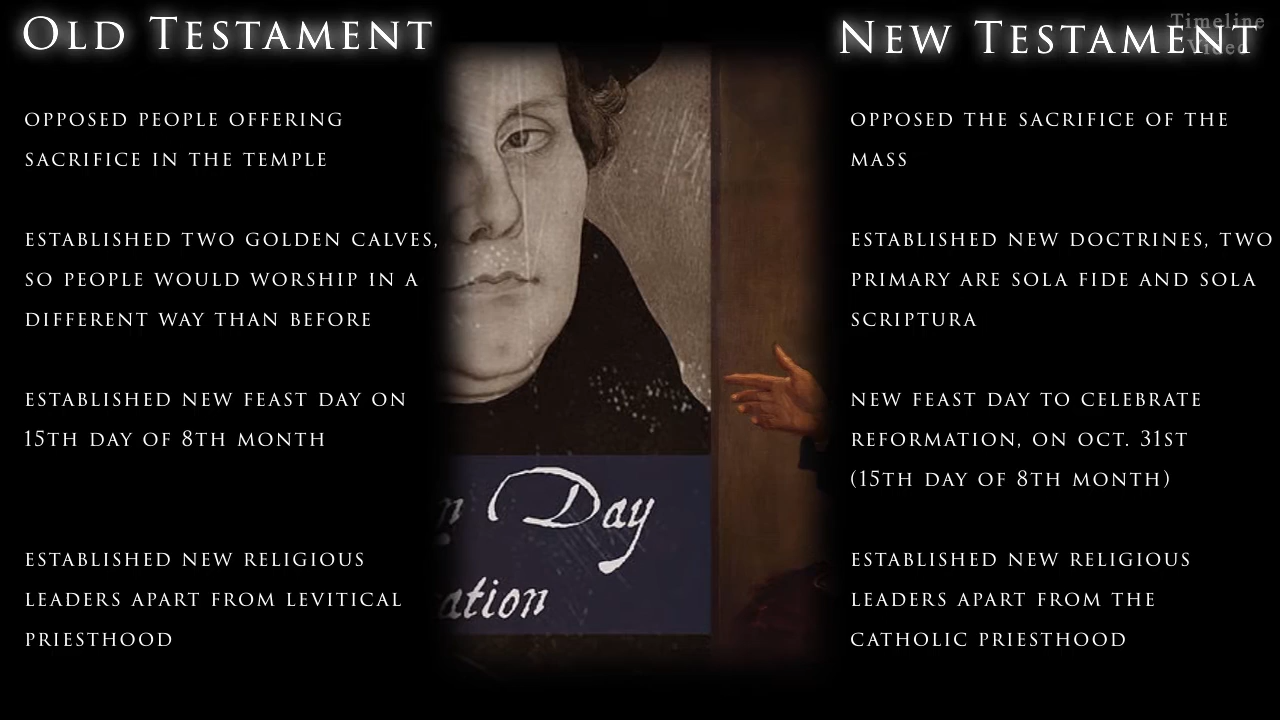 Old Testament
New Testament
Timeline
Video
opposed people offering
sacrifice in the temple
established two golden calves,
so people would worship in a
different way than before
established new feast day on
15th day of 8th month
established new religious
leaders apart from levitical
priesthood
n Day
ation
opposed the sacrifice of the
mass
established new doctrines, two
primary are sola fide and sola
scriptura
new feast day to celebrate
reformation, on oct. 31st
(15th day of 8th month)
established new religious
leaders apart from the
catholic priesthood